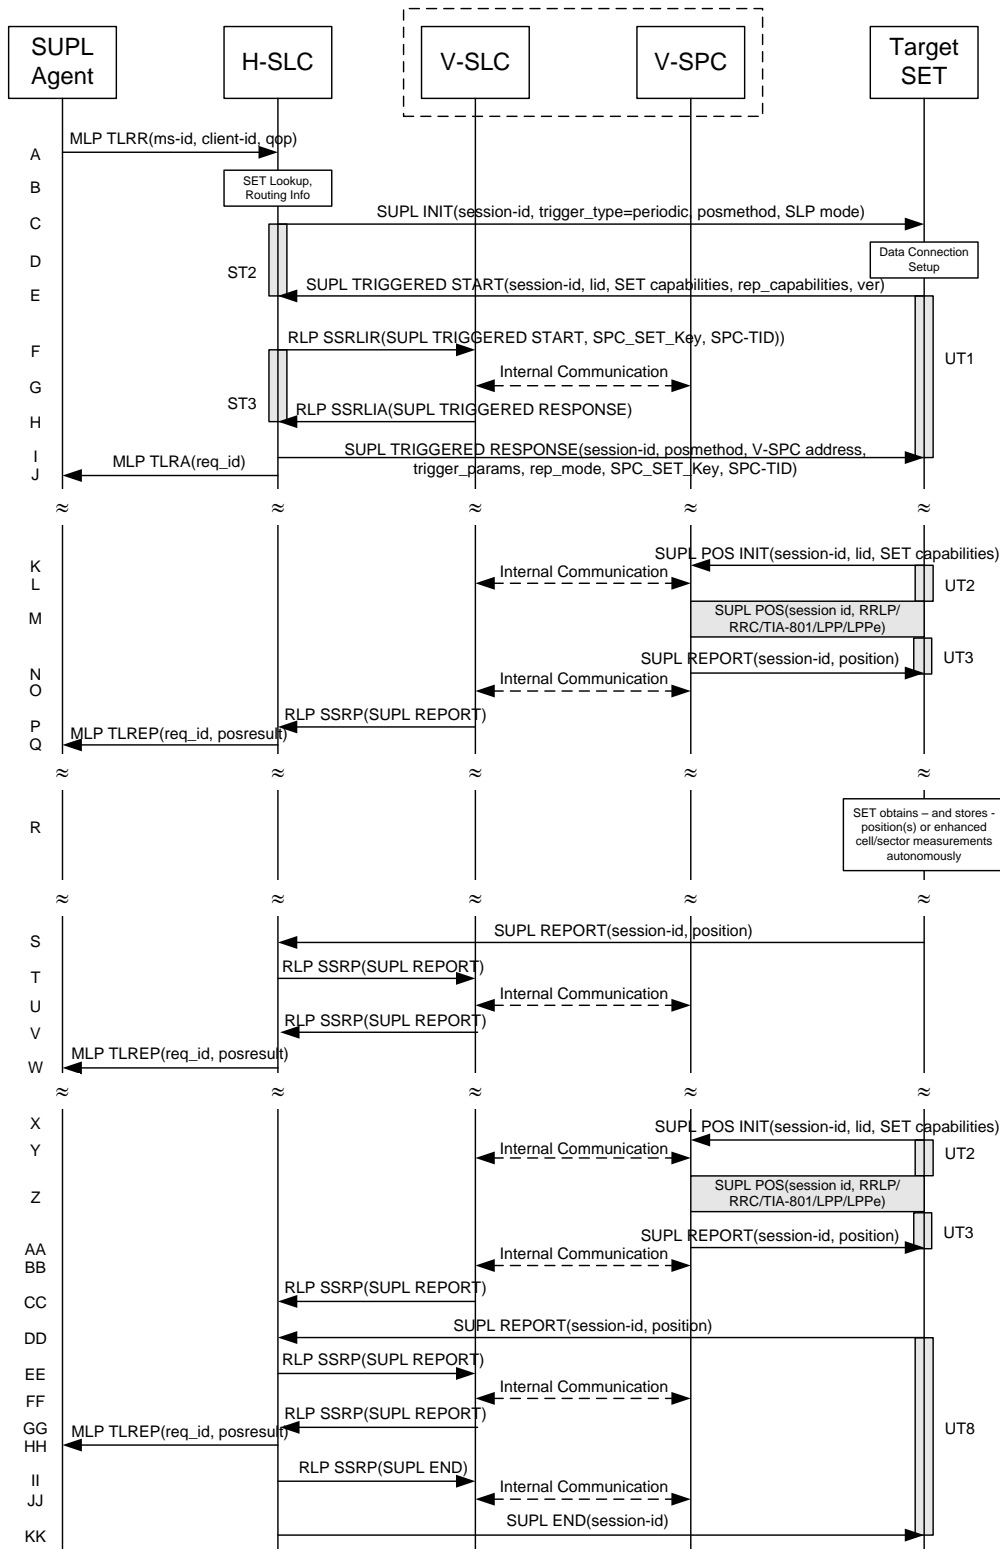 SUPL
Agent
H-SLC
V-SLC
V-SPC
Target
SET
A
MLP TLRR(ms-id, client-id, qop)
B
SET Lookup,
Routing Info
C
SUPL INIT(session-id, trigger_type=periodic, posmethod, SLP mode)
D
ST2
Data Connection
Setup
E
SUPL TRIGGERED START(session-id, lid, SET capabilities, rep_capabilities, ver)
F
RLP SSRLIR(SUPL TRIGGERED START, SPC_SET_Key, SPC-TID))
UT1
G
Internal Communication
ST3
H
RLP SSRLIA(SUPL TRIGGERED RESPONSE)
I
SUPL TRIGGERED RESPONSE(session-id, posmethod, V-SPC address,
trigger_params, rep_mode, SPC_SET_Key, SPC-TID)
J
MLP TLRA(req_id)
≈ ≈ ≈ ≈ ≈
K
SUPL POS INIT(session-id, lid, SET capabilities)
L
Internal Communication
UT2
M
SUPL POS(session id, RRLP/
RRC/TIA-801/LPP/LPPe)
N
SUPL REPORT(session-id, position)
UT3
O
Internal Communication
P
RLP SSRP(SUPL REPORT)
Q
MLP TLREP(req_id, posresult)
≈ ≈ ≈ ≈ ≈
R
SET obtains – and stores -
position(s) or enhanced
cell/sector measurements
autonomously
≈ ≈ ≈ ≈ ≈
S
SUPL REPORT(session-id, position)
T
RLP SSRP(SUPL REPORT)
U
Internal Communication
V
RLP SSRP(SUPL REPORT)
W
MLP TLREP(req_id, posresult)
≈ ≈ ≈ ≈ ≈
X
SUPL POS INIT(session-id, lid, SET capabilities)
Y
Internal Communication
UT2
Z
SUPL POS(session id, RRLP/
RRC/TIA-801/LPP/LPPe)
AA
SUPL REPORT(session-id, position)
UT3
BB
Internal Communication
CC
RLP SSRP(SUPL REPORT)
DD
SUPL REPORT(session-id, position)
EE
RLP SSRP(SUPL REPORT)
FF
Internal Communication
GG
RLP SSRP(SUPL REPORT)
UT8
HH
MLP TLREP(req_id, posresult)
II
RLP SSRP(SUPL END)
JJ
Internal Communication
KK
SUPL END(session-id)